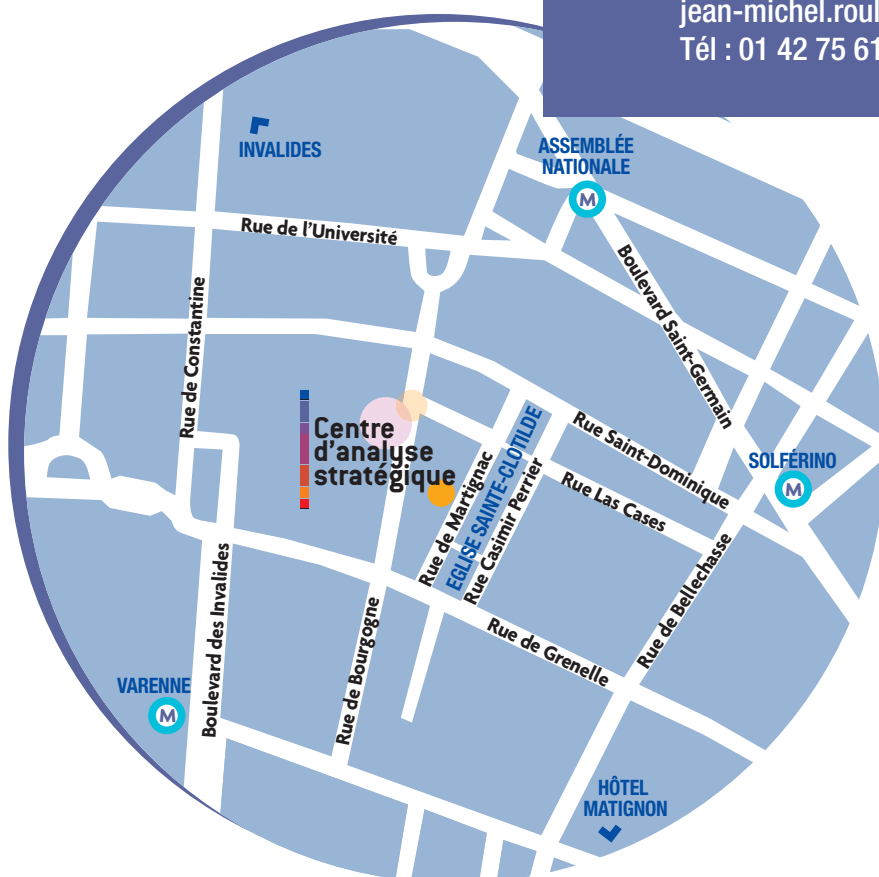 jean-michel.roul
Tél : 01 42 75 61
INVALIDES
ASSEMBLÉE
NATIONALE
M
Rue de l'Université
Boulevard Saint-Germain
Rue de Constantine
Centre
d'analyse
stratégique
EGLISE SAINTE-CLOTILDE
Rue de Martignac
Rue Casimir Perrier
Rue Saint-Dominique
Rue Las Cases
SOLFÉRINO
M
Rue de Bellechasse
Boulevard des Invalides
Rue de Bourgogne
Rue de Grenelle
VARENNE
M
HÔTEL
MATIGNON